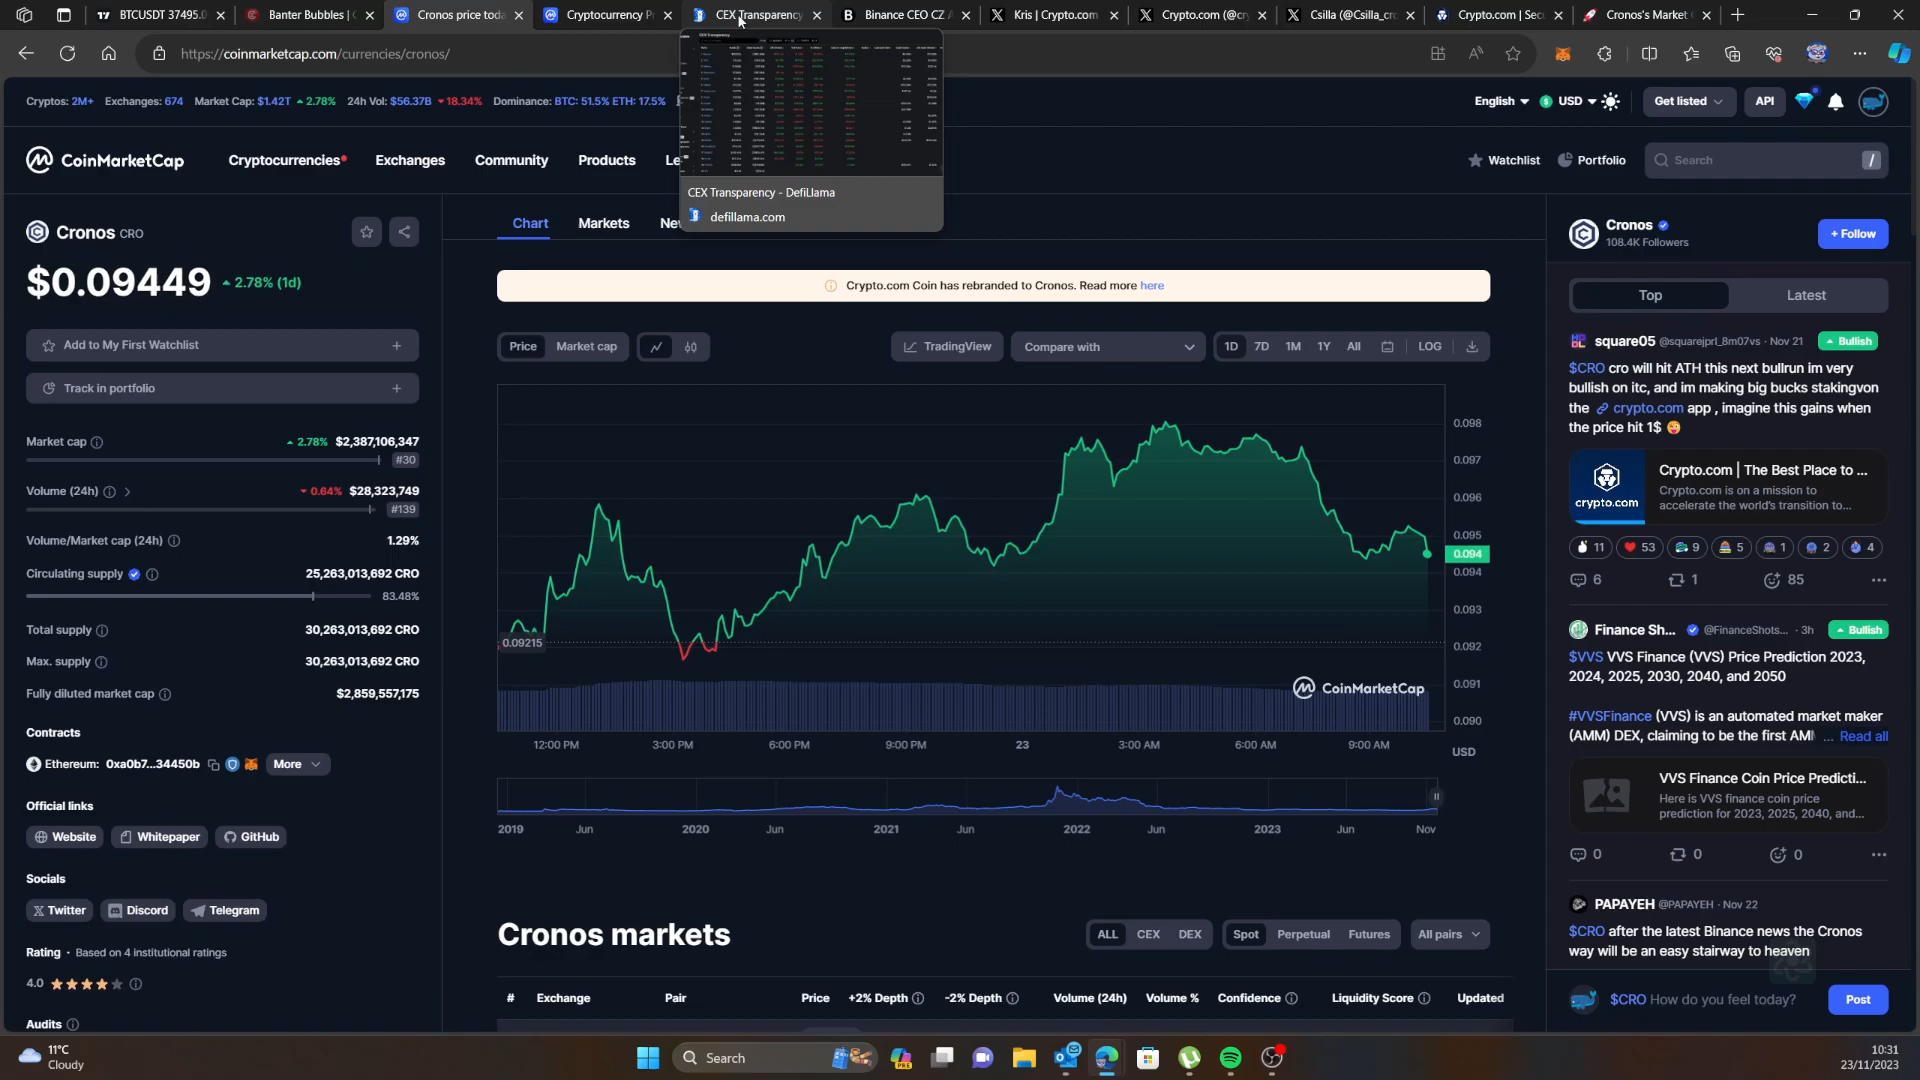 BTCUSDT 37495.0
Banter Bubbles | C
Cronos price toda
Cryptocurrency P
CEX Transparency
Binance CEO CZ A
Kris | Crypto.com
Crypto.com (@cry
Csilla (@Csilla_cro
Crypto.com | Secu
Cronos's Market C
https://coinmarketcap.com/currencies/cronos/
Cryptos: 2M+ Exchanges: 674 Market Cap: $1.42T 2.78% 24h Vol: $56.37B 18.34% Dominance: BTC: 51.5% ETH: 17.5%
English USD Get listed API
CoinMarketCap
Cryptocurrencies Exchanges Community Products Le
Watchlist Portfolio Search /
CEX Transparency - DefiLlama
defillama.com
Cronos CRO
$0.09449 2.78% (1d)
Add to My First Watchlist +
Track in portfolio +
Market cap 2.78% $2,387,106,347
#30
Volume (24h) > 0.64% $28,323,749
#139
Volume/Market cap (24h) 1.29%
Circulating supply 25,263,013,692 CRO
83.48%
Total supply 30,263,013,692 CRO
Max. supply 30,263,013,692 CRO
Fully diluted market cap $2,859,557,175
Contracts
Ethereum: 0xa0b7...34450b More
Official links
Website Whitepaper GitHub
Socials
Twitter Discord Telegram
Rating · Based on 4 institutional ratings
4.0
Audits
Chart Markets Ne
Crypto.com Coin has rebranded to Cronos. Read more here
Price Market cap TradingView Compare with 1D 7D 1M 1Y All LOG
0.098
0.097
0.096
0.095
0.094
0.094
0.093
0.092
0.091
0.090
0.09215
CoinMarketCap
12:00 PM 3:00 PM 6:00 PM 9:00 PM 23 3:00 AM 6:00 AM 9:00 AM USD
2019 Jun 2020 Jun 2021 Jun 2022 Jun 2023 Jun Nov
Cronos markets
ALL CEX DEX Spot Perpetual Futures All pairs
# Exchange Pair Price +2% Depth -2% Depth Volume (24h) Volume % Confidence Liquidity Score Updated
Cronos
108.4K Followers
+ Follow
Top Latest
square05 @squarejprl_8m07vs · Nov 21 Bullish
$CRO cro will hit ATH this next bullrun im very
bullish on itc, and im making big bucks stakingvon
the crypto.com app , imagine this gains when
the price hit 1$
crypto.com
Crypto.com | The Best Place to ...
Crypto.com is on a mission to
accelerate the world's transition to...
11 53 9 5 1 2 4
6 1 85
Finance Sh... @FinanceShots... · 3h Bullish
$VVS VVS Finance (VVS) Price Prediction 2023,
2024, 2025, 2030, 2040, and 2050
#VVSFinance (VVS) is an automated market maker
(AMM) DEX, claiming to be the first AMM ... Read all
VVS Finance Coin Price Predicti...
Here is VVS finance coin price
prediction for 2023, 2025, 2040, and...
0 0 0
PAPAYEH @PAPAYEH · Nov 22
$CRO after the latest Binance news the Cronos
way will be an easy stairway to heaven
$CRO How do you feel today? Post
11°C
Cloudy
Search
PRE
10:31
23/11/2023